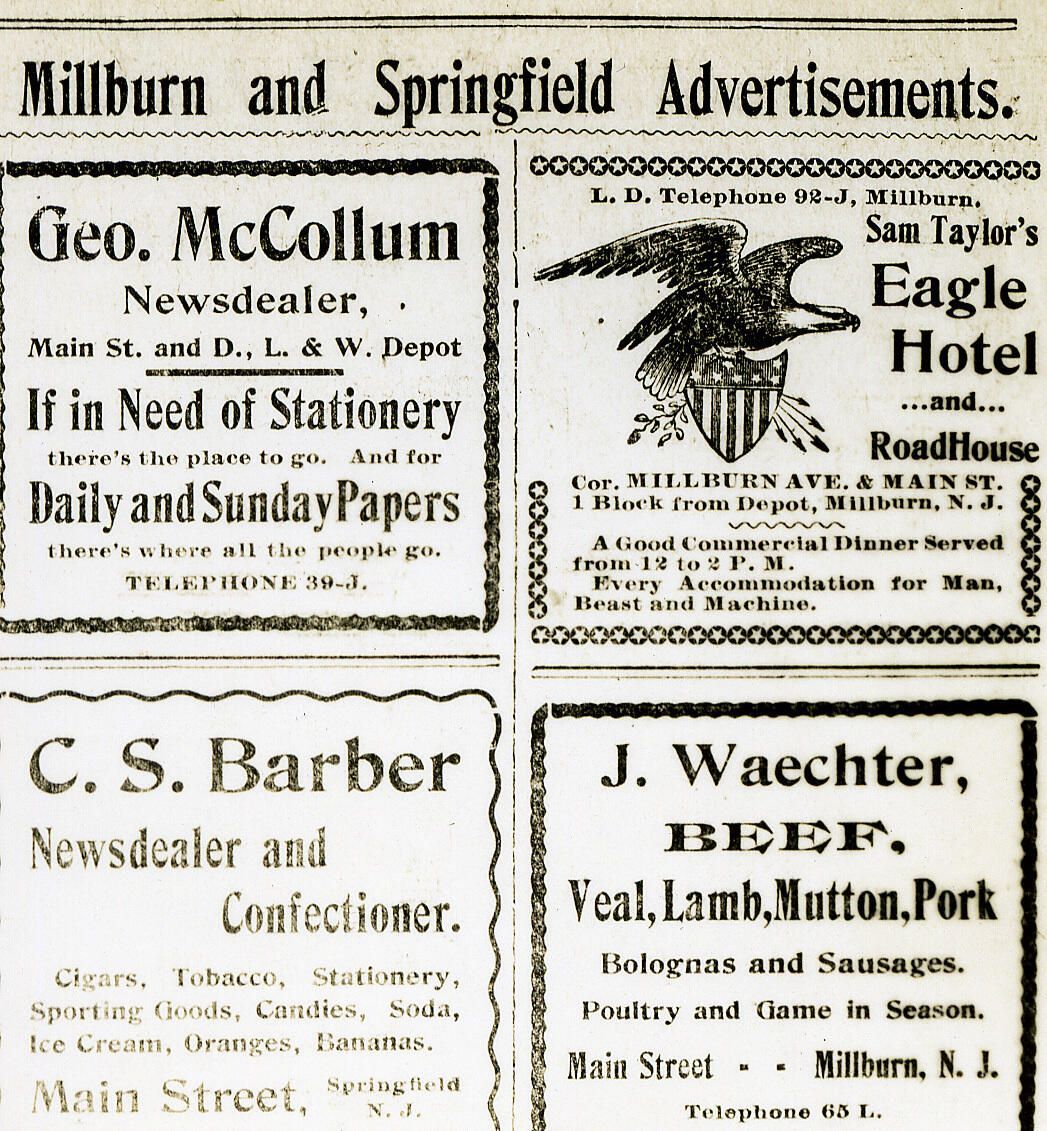 Millburn and Springfield Advertisements.
Geo. McCollum
Newsdealer,
Main St. and D., L. & W. Depot
If in Need of Stationery
there's the place to go. And for
Daily and Sunday Papers
there's where all the people go.
TELEPHONE 39-J.
L. D. Telephone 92-J, Millburn.
Sam Taylor's
Eagle
Hotel
...and...
RoadHouse
Cor. MILLBURN AVE. & MAIN ST.
1 Block from Depot, Millburn, N. J.
A Good Commercial Dinner Served
from 12 to 2 P. M.
Every Accommodation for Man,
Beast and Machine.
C. S. Barber
Newsdealer and
Confectioner.
Cigars, Tobacco, Stationery,
Sporting Goods, Candies, Soda,
Ice Cream, Oranges, Bananas.
Main Street, Springfield
N. J.
J. Waechter,
BEEF,
Veal, Lamb, Mutton, Pork
Bolognas and Sausages.
Poultry and Game in Season.
Main Street - - Millburn, N. J.
Telephone 65 L.